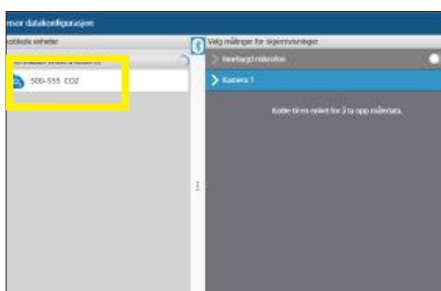 nsor datakonfigurasjon
Velg målinger for skjermvisninger
500-555 CO2
Innebygd mikrofon
Kamera 1
Koble til en enhet for å ta opp måledata.